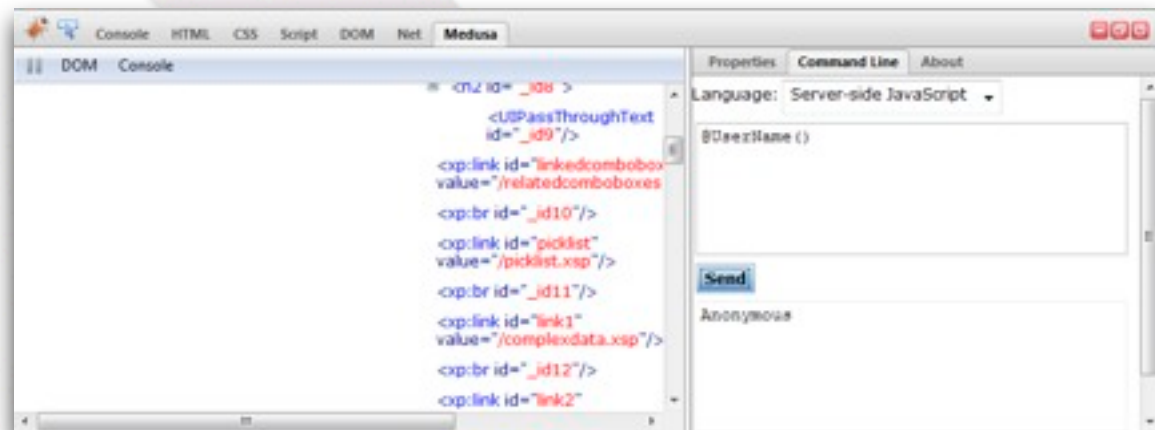 Console HTML CSS Script DOM Net Medusa
DOM Console
<h2 id="_id8">
<UIPassThroughText
id="_id9"/>
<xp:link id="linkedcombobox
value="/relatedcomboboxes
<xp:br id="_id10"/>
<xp:link id="picklist"
value="/picklist.xsp"/>
<xp:br id="_id11"/>
<xp:link id="link1"
value="/complexdata.xsp"/>
<xp:br id="_id12"/>
<xp:link id="link2"
Properties Command Line About
Language: Server-side JavaScript
@UserName()
Send
Anonymous